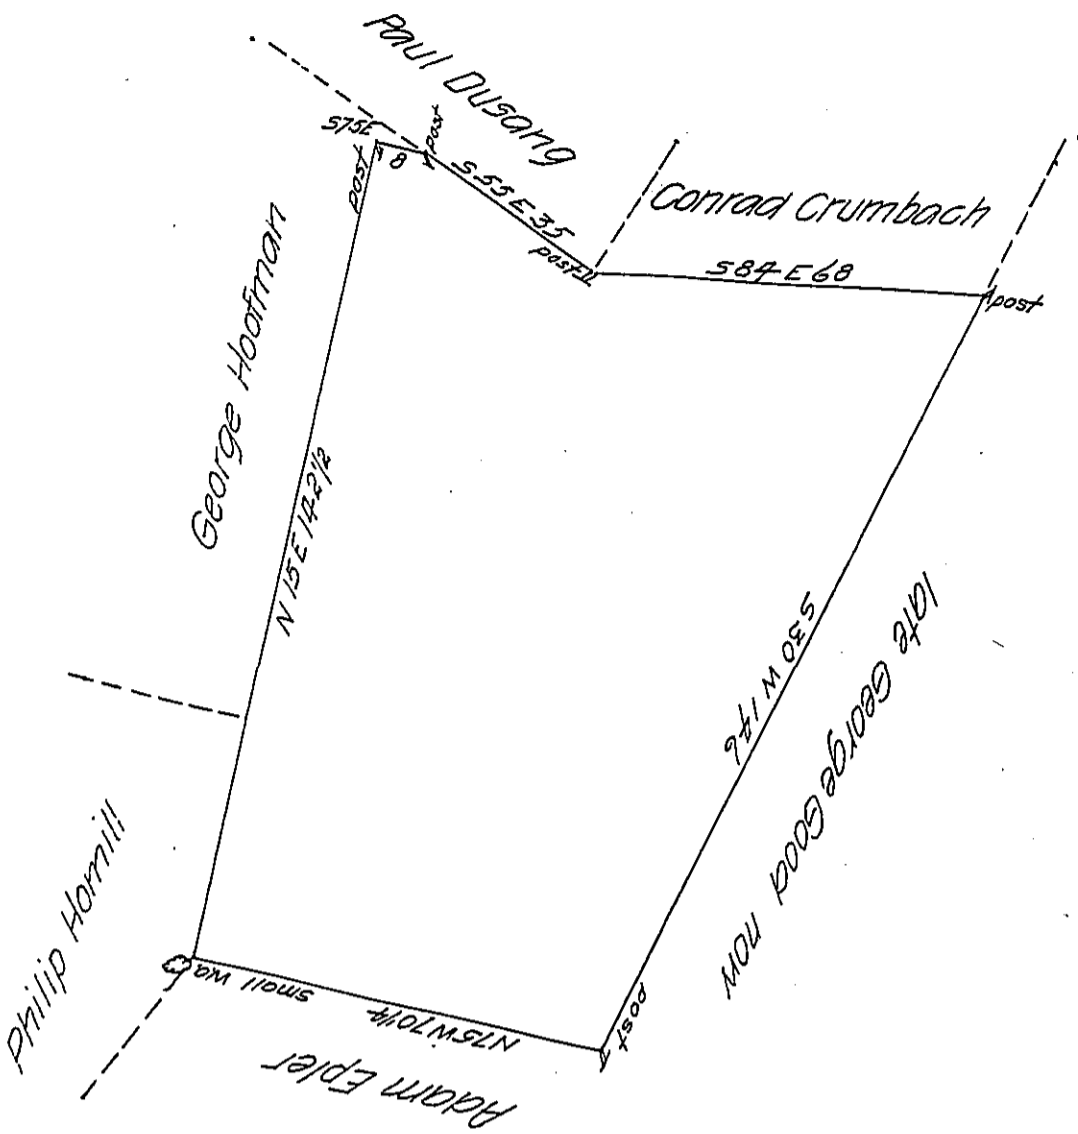 Paul Dusang
S75E
8
post
post
S55E35
post
Conrad Crumbach
S84E68
post
George Hoofman
N15E142½
S30W146
late George Good now
Philip Hornill
small wo
N75W70¼
post
Adam Epler